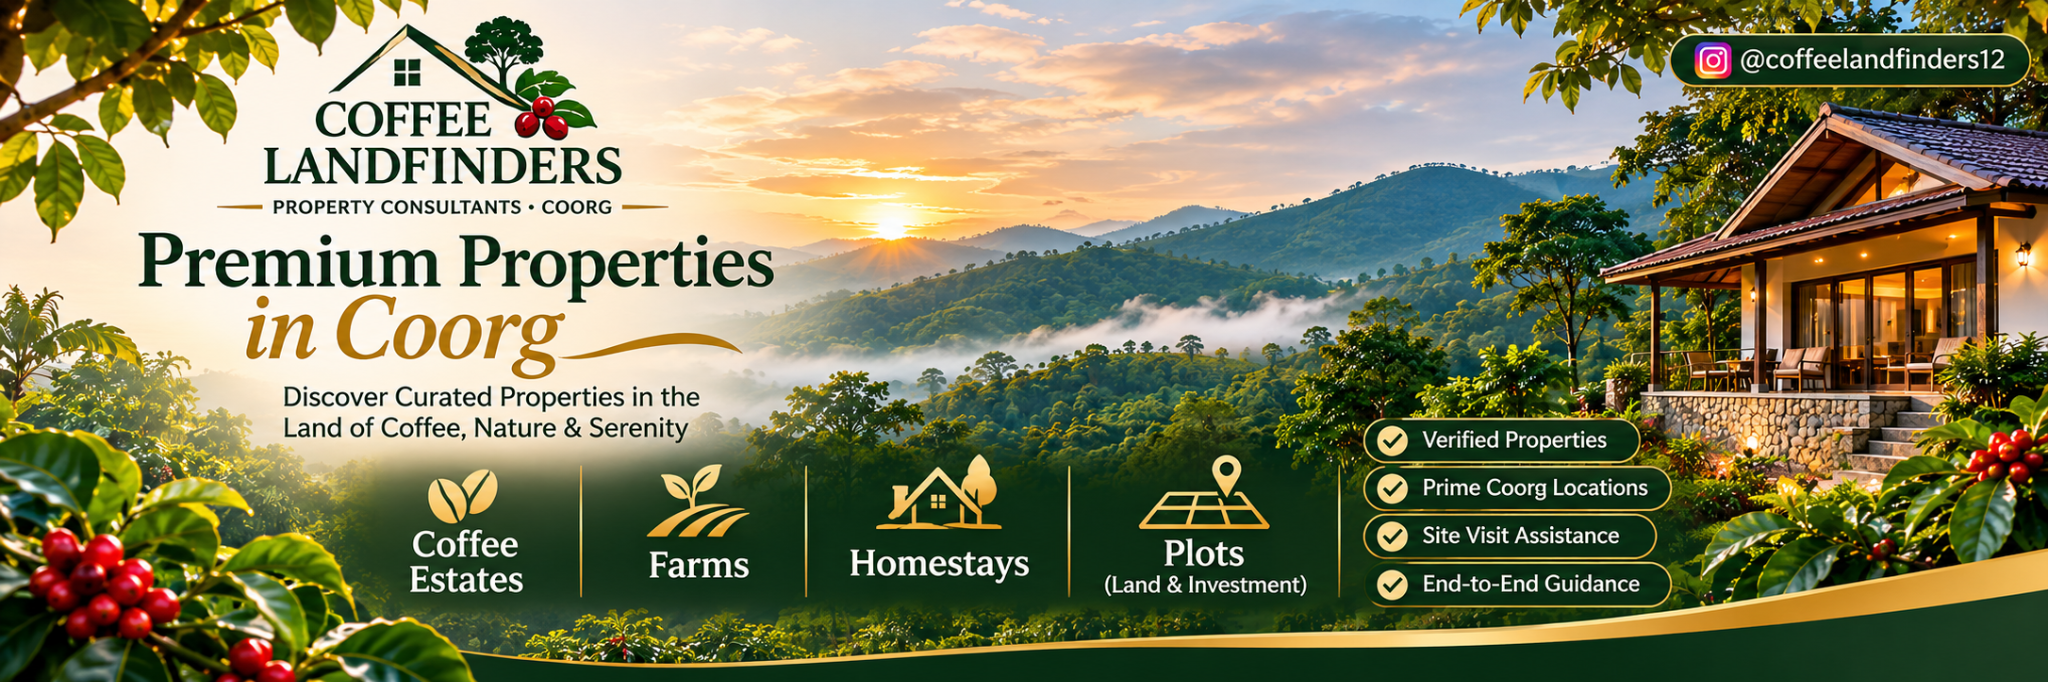 COFFEE
LANDFINDERS
PROPERTY CONSULTANTS • COORG
Premium Properties
in Coorg
Discover Curated Properties in the
Land of Coffee, Nature & Serenity
@coffeelandfinders12
Coffee
Estates
Farms
Homestays
Plots
(Land & Investment)
Verified Properties
Prime Coorg Locations
Site Visit Assistance
End-to-End Guidance